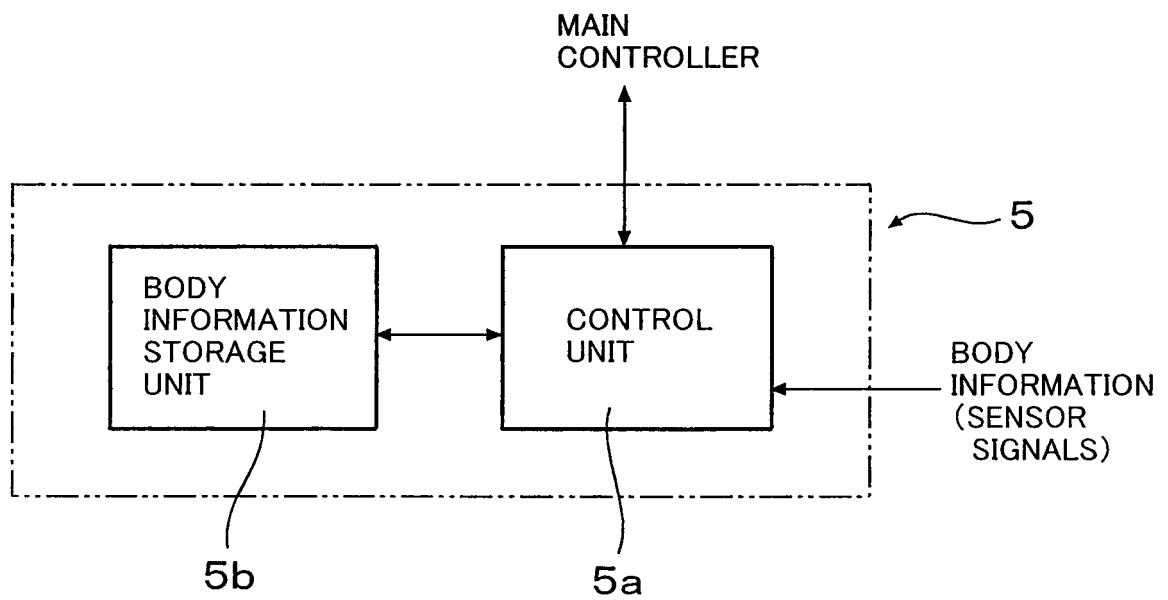 MAIN
CONTROLLER
5
BODY
INFORMATION
STORAGE
UNIT
CONTROL
UNIT
BODY
INFORMATION
(SENSOR
SIGNALS)
5b
5a